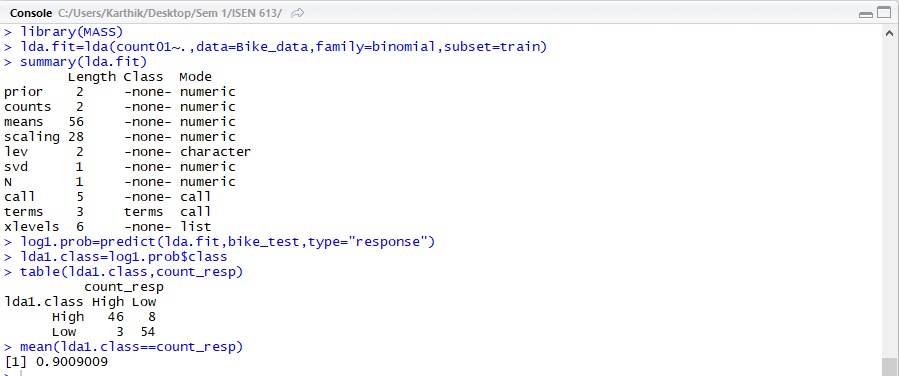 Console C:/Users/Karthik/Desktop/Sem 1/ISEN 613/
> library(MASS)
> lda.fit=lda(count01~.,data=Bike_data,family=binomial,subset=train)
> summary(lda.fit)
        Length Class  Mode
prior    2     -none- numeric
counts   2     -none- numeric
means   56     -none- numeric
scaling 28     -none- numeric
lev      2     -none- character
svd      1     -none- numeric
N        1     -none- numeric
call     5     -none- call
terms    3     terms  call
xlevels  6     -none- list
> log1.prob=predict(lda.fit,bike_test,type="response")
> lda1.class=log1.prob$class
> table(lda1.class,count_resp)
          count_resp
lda1.class High Low
      High   46   8
      Low     3  54
> mean(lda1.class==count_resp)
[1] 0.9009009
>